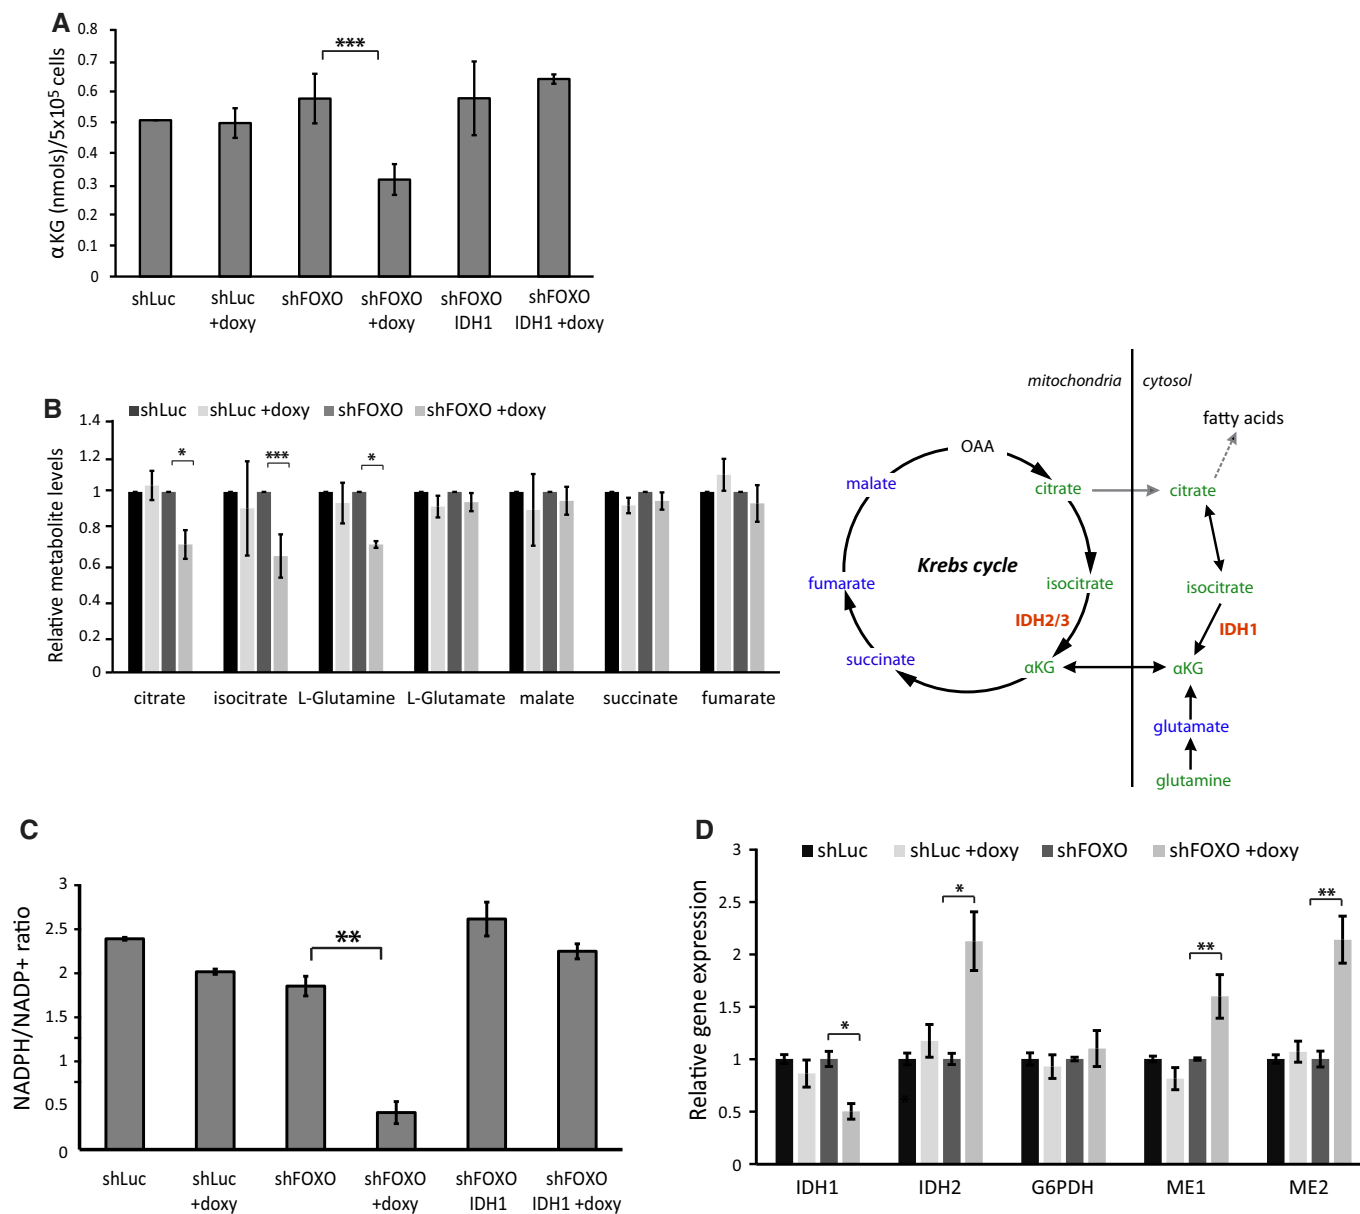 A
αKG (nmols)/5x10⁵ cells
0.8
0.7
0.6
0.5
0.4
0.3
0.2
0.1
0
***
shLuc
shLuc +doxy
shFOXO
shFOXO +doxy
shFOXO IDH1
shFOXO IDH1 +doxy
B
shLuc shLuc +doxy shFOXO shFOXO +doxy
Relative metabolite levels
1.4
1.2
1
0.8
0.6
0.4
0.2
0
*
***
*
citrate isocitrate L-Glutamine L-Glutamate malate succinate fumarate
mitochondria cytosol
fatty acids
OAA
malate
citrate
citrate
Krebs cycle
fumarate
isocitrate
isocitrate
IDH2/3
IDH1
succinate
αKG
αKG
glutamate
glutamine
C
NADPH/NADP+ ratio
3
2.5
2
1.5
1
0.5
0
**
shLuc
shLuc +doxy
shFOXO
shFOXO +doxy
shFOXO IDH1
shFOXO IDH1 +doxy
D
shLuc shLuc +doxy shFOXO shFOXO +doxy
Relative gene expression
3
2.5
2
1.5
1
0.5
0
*
*
**
**
IDH1 IDH2 G6PDH ME1 ME2